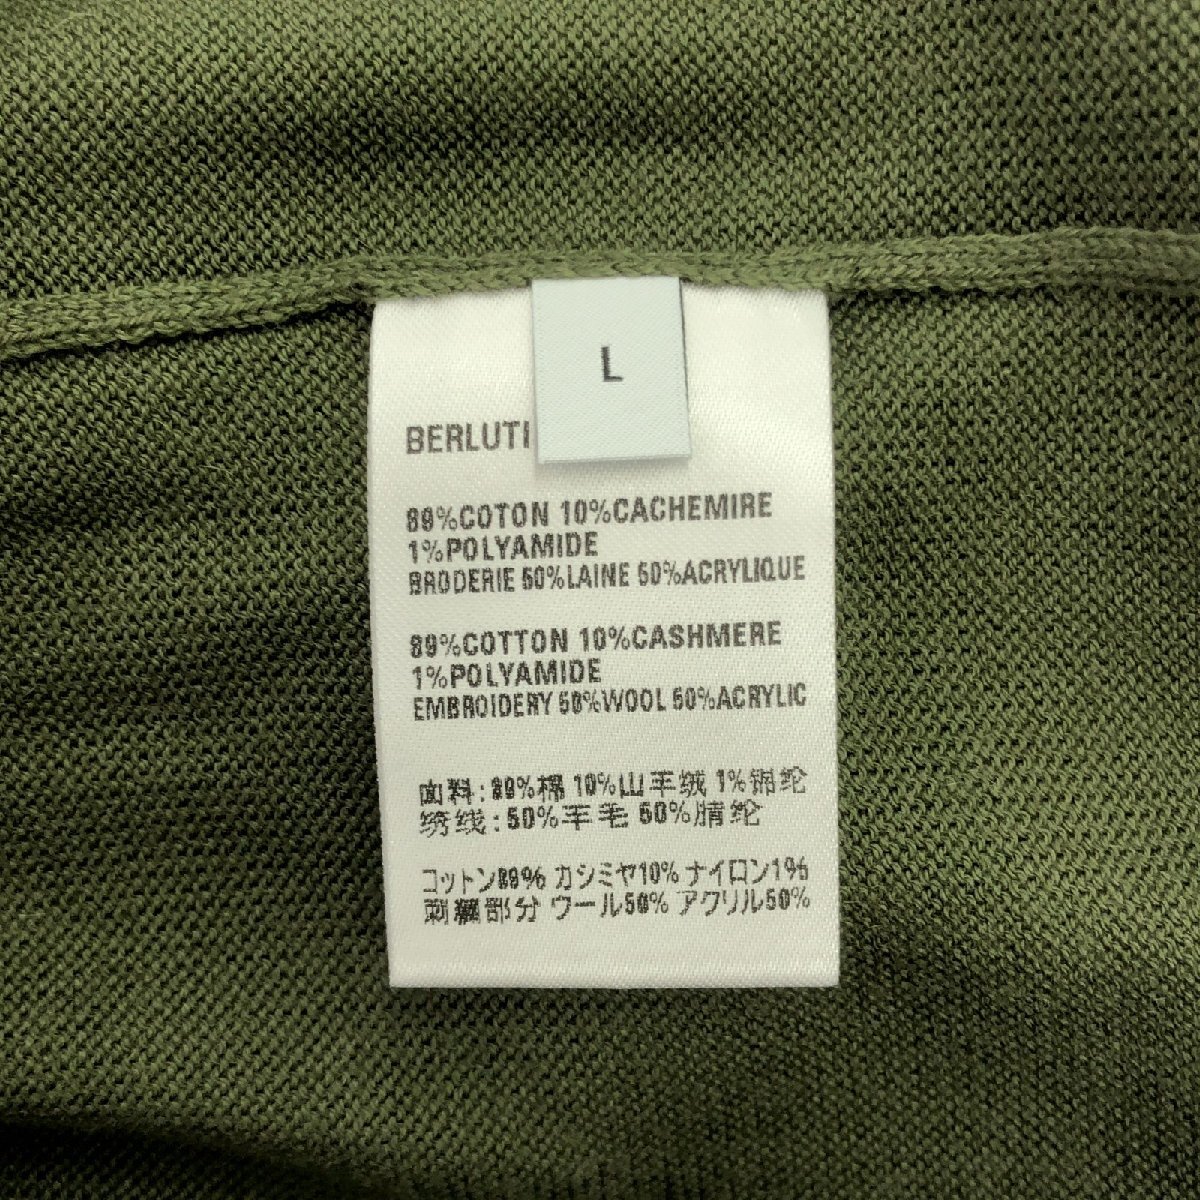 L
BERLUTI
89%COTON 10%CACHEMIRE
1%POLYAMIDE
BRODERIE 50%LAINE 50%ACRYLIQUE
89%COTTON 10%CASHMERE
1%POLYAMIDE
EMBROIDERY 50%WOOL 50%ACRYLIC
面料:89%棉 10%山羊绒 1%锦纶
绣线:50%羊毛 50%腈纶
コットン89% カシミヤ10% ナイロン1%
刺繍部分 ウール50% アクリル50%